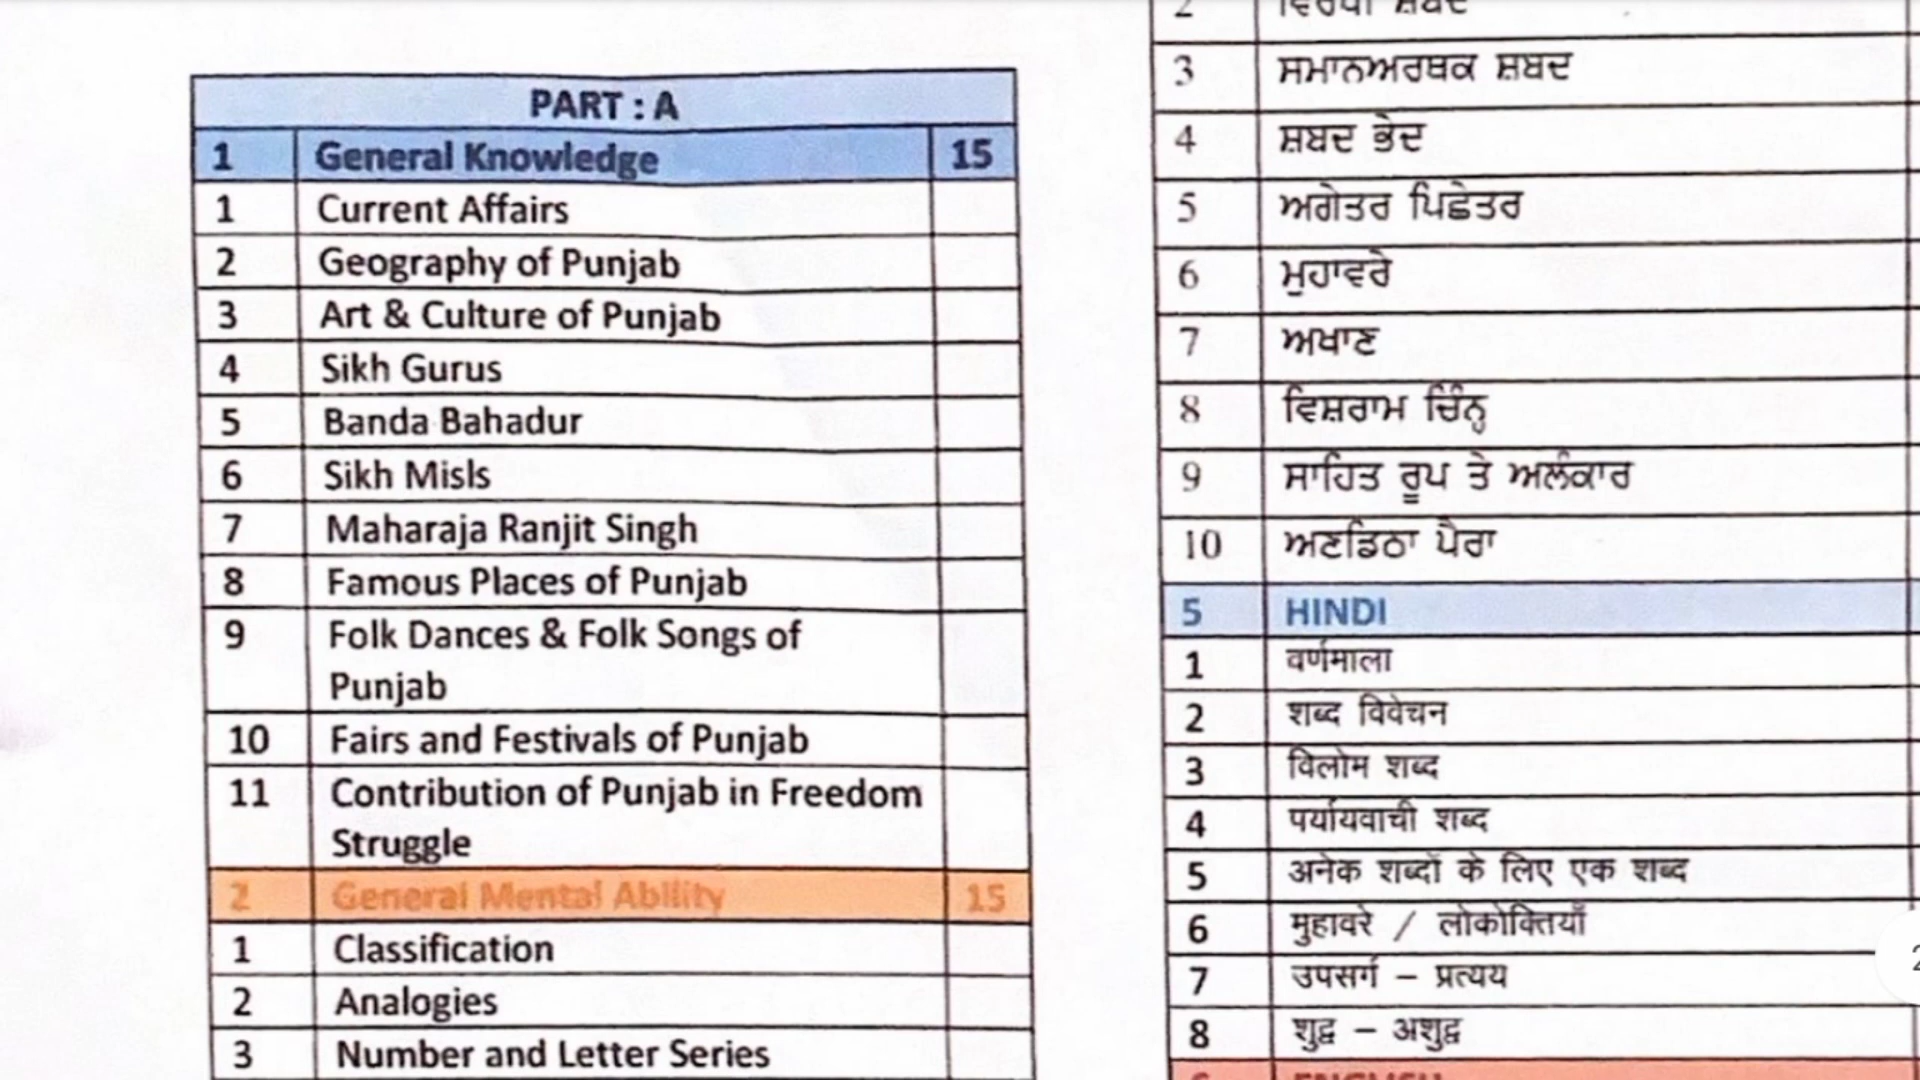 PART : A
1 General Knowledge 15
1 Current Affairs
2 Geography of Punjab
3 Art & Culture of Punjab
4 Sikh Gurus
5 Banda Bahadur
6 Sikh Misls
7 Maharaja Ranjit Singh
8 Famous Places of Punjab
9 Folk Dances & Folk Songs of
Punjab
10 Fairs and Festivals of Punjab
11 Contribution of Punjab in Freedom
Struggle
2 General Mental Ability 15
1 Classification
2 Analogies
3 Number and Letter Series
2 ਸ਼ਬਦ
3 ਸਮਾਨਅਰਥਕ ਸ਼ਬਦ
4 ਸ਼ਬਦ ਭੇਦ
5 ਅਗੇਤਰ ਪਿਛੇਤਰ
6 ਮੁਹਾਵਰੇ
7 ਅਖਾਣ
8 ਵਿਸ਼ਰਾਮ ਚਿੰਨ੍ਹ
9 ਸਾਹਿਤ ਰੂਪ ਤੇ ਅਲੰਕਾਰ
10 ਅਣਡਿਠਾ ਪੈਰਾ
5 HINDI
1 वर्णमाला
2 शब्द विवेचन
3 विलोम शब्द
4 पर्यायवाची शब्द
5 अनेक शब्दों के लिए एक शब्द
6 मुहावरे / लोकोक्तियाँ
7 उपसर्ग – प्रत्यय
8 शुद्ध – अशुद्ध
6 ENGLISH